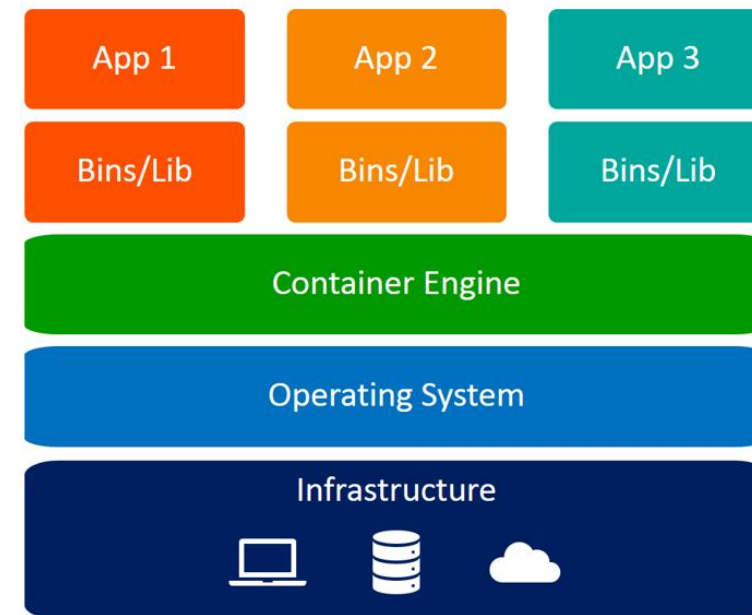 App 1
App 2
App 3
Bins/Lib
Bins/Lib
Bins/Lib
Container Engine
Operating System
Infrastructure